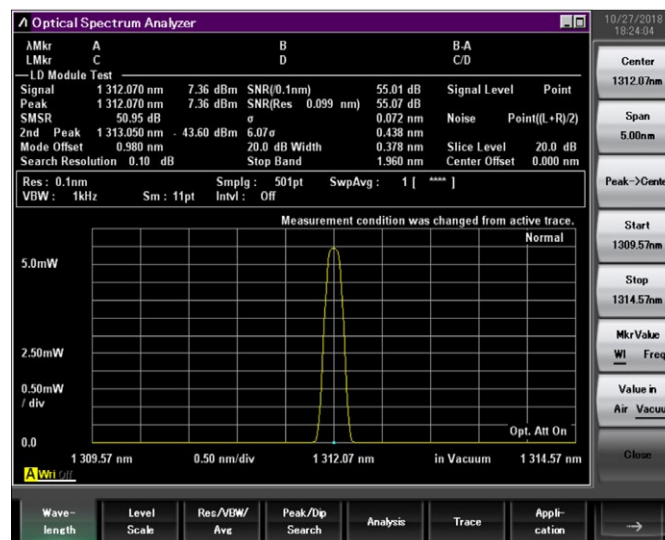 Optical Spectrum Analyzer
10/27/2018
18:24:04
λMkr A B B-A
LMkr C D C/D
LD Module Test
Signal 1 312.070 nm 7.36 dBm SNR(/0.1nm) 55.01 dB Signal Level Point
Peak 1 312.070 nm 7.36 dBm SNR(Res 0.099 nm) 55.07 dB
SMSR 50.95 dB σ 0.072 nm Noise Point((L+R)/2)
2nd Peak 1 313.050 nm - 43.60 dBm 6.07σ 0.438 nm
Mode Offset 0.980 nm 20.0 dB Width 0.378 nm Slice Level 20.0 dB
Search Resolution 0.10 dB Stop Band 1.960 nm Center Offset 0.000 nm
Res : 0.1nm Smplg : 501pt SwpAvg : 1 [ **** ]
VBW : 1kHz Sm : 11pt Intvl : Off
Measurement condition was changed from active trace.
Normal
5.0mW
2.50mW
0.50mW
/ div
0.0
Opt. Att On
1 309.57 nm 0.50 nm/div 1 312.07 nm in Vacuum 1 314.57 nm
A Wri Off
Center
1312.07nm
Span
5.00nm
Peak->Cente
Start
1309.57nm
Stop
1314.57nm
Mkr Value
Wl Freq
Value in
Air Vacuu
Close
Wave-
length
Level
Scale
Res/VBW/
Avg
Peak/Dip
Search
Analysis
Trace
Appli-
cation
→